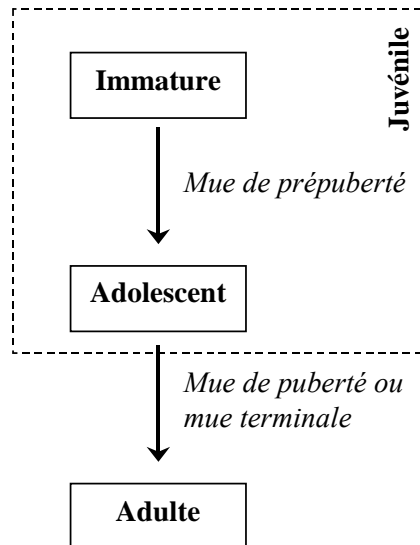 Juvénile
Immature
Mue de prépuberté
Adolescent
Mue de puberté ou
mue terminale
Adulte